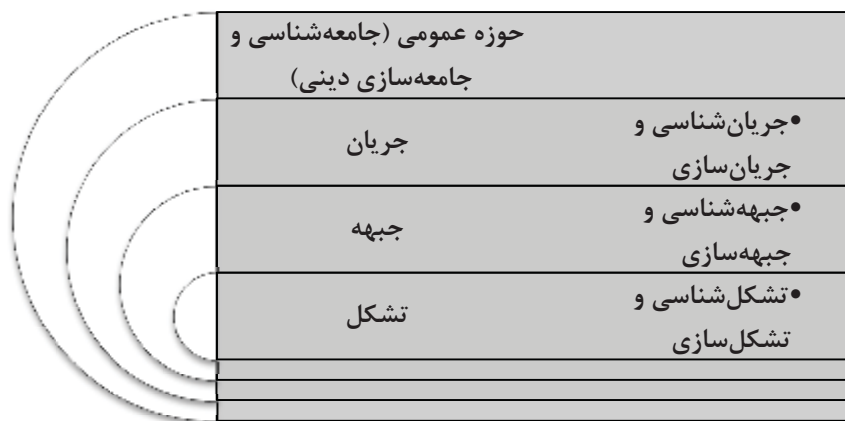 حوزه عمومی (جامعه‌شناسی و
جامعه‌سازی دینی)
•جریان‌شناسی و
جریان‌سازی
جریان
•جبهه‌شناسی و
جبهه‌سازی
جبهه
•تشکل‌شناسی و
تشکل‌سازی
تشکل